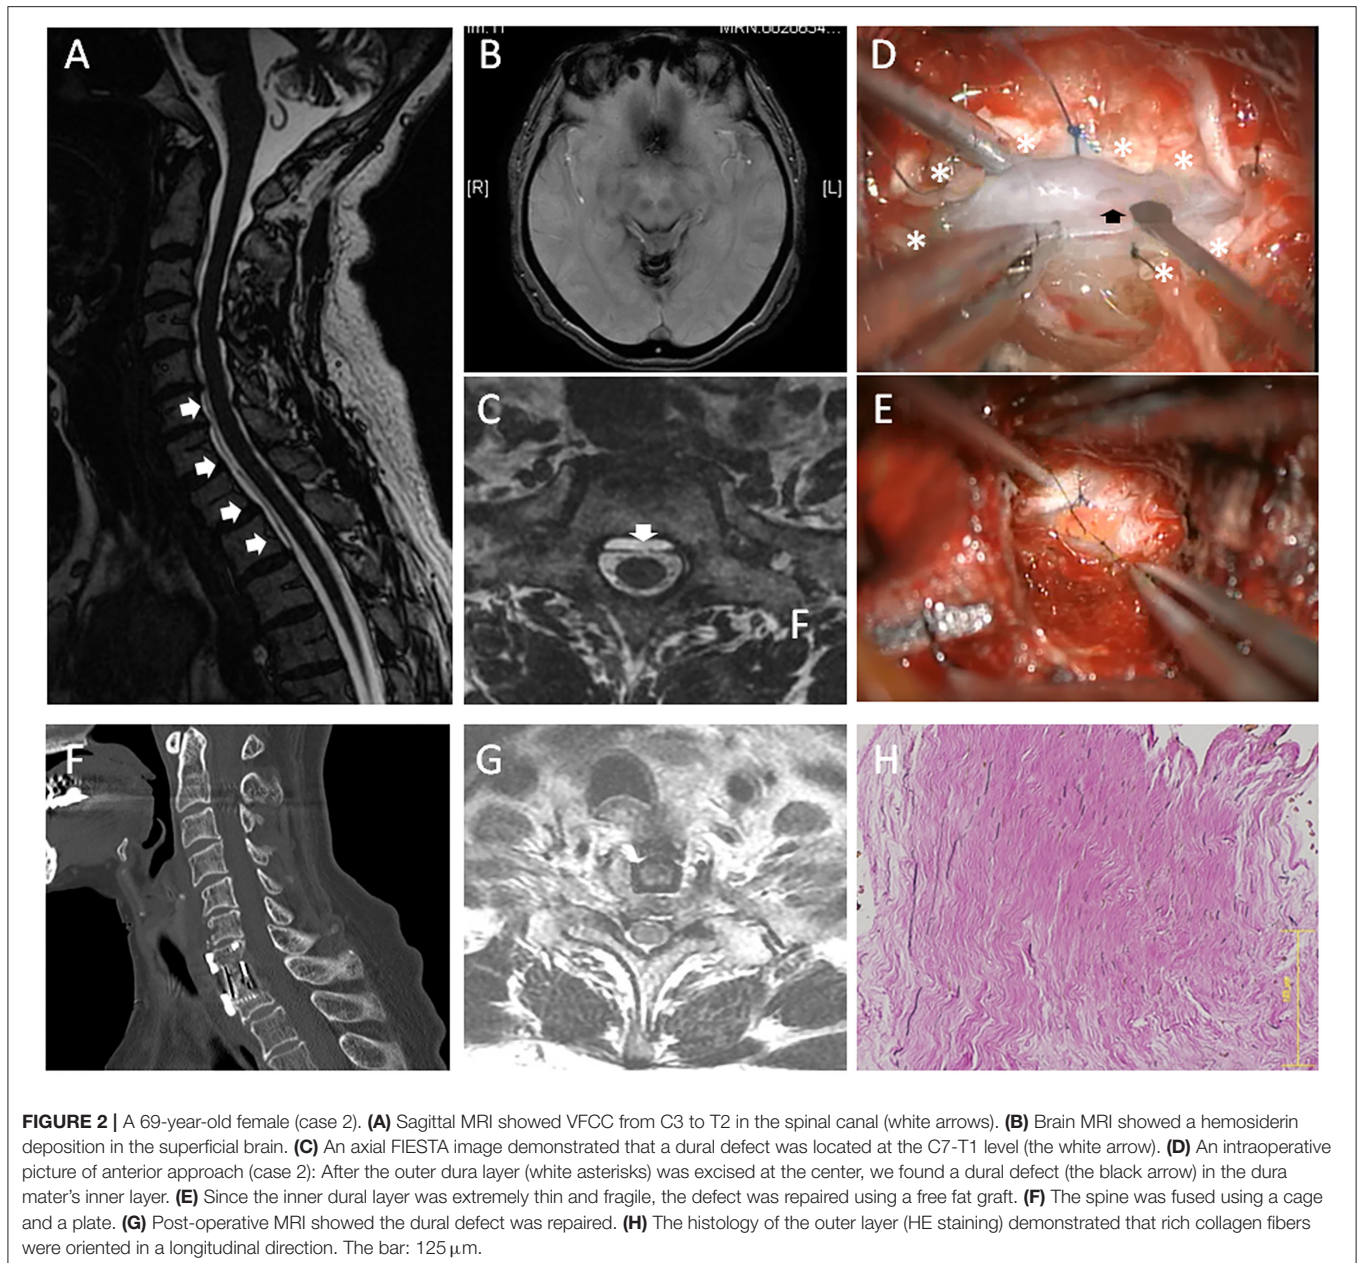 A
B
Im:11
MRN:0020834...
[R]
[L]
D
C
F
E
F
G
H
FIGURE 2 | A 69-year-old female (case 2). (A) Sagittal MRI showed VFCC from C3 to T2 in the spinal canal (white arrows). (B) Brain MRI showed a hemosiderin
deposition in the superficial brain. (C) An axial FIESTA image demonstrated that a dural defect was located at the C7-T1 level (the white arrow). (D) An intraoperative
picture of anterior approach (case 2): After the outer dura layer (white asterisks) was excised at the center, we found a dural defect (the black arrow) in the dura
mater's inner layer. (E) Since the inner dural layer was extremely thin and fragile, the defect was repaired using a free fat graft. (F) The spine was fused using a cage
and a plate. (G) Post-operative MRI showed the dural defect was repaired. (H) The histology of the outer layer (HE staining) demonstrated that rich collagen fibers
were oriented in a longitudinal direction. The bar: 125 μm.